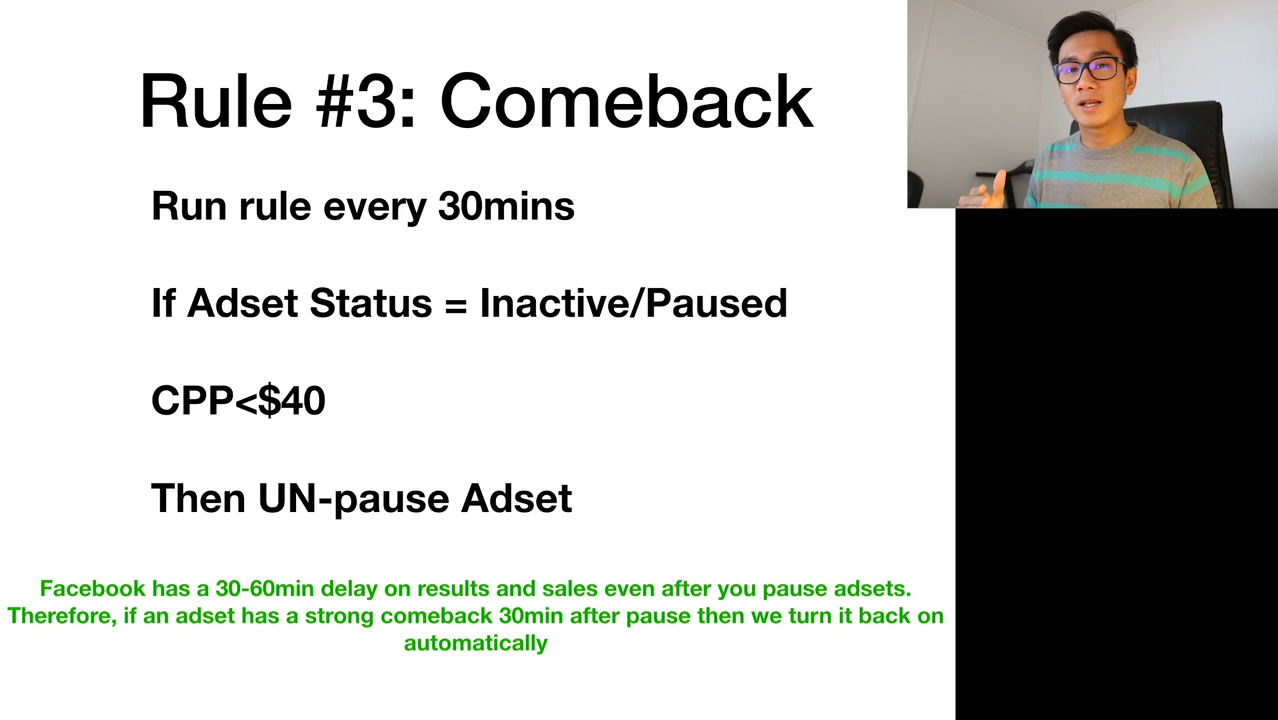 Rule #3: Comeback
Run rule every 30mins
If Adset Status = Inactive/Paused
CPP<$40
Then UN-pause Adset
Facebook has a 30-60min delay on results and sales even after you pause adsets.
Therefore, if an adset has a strong comeback 30min after pause then we turn it back on
automatically